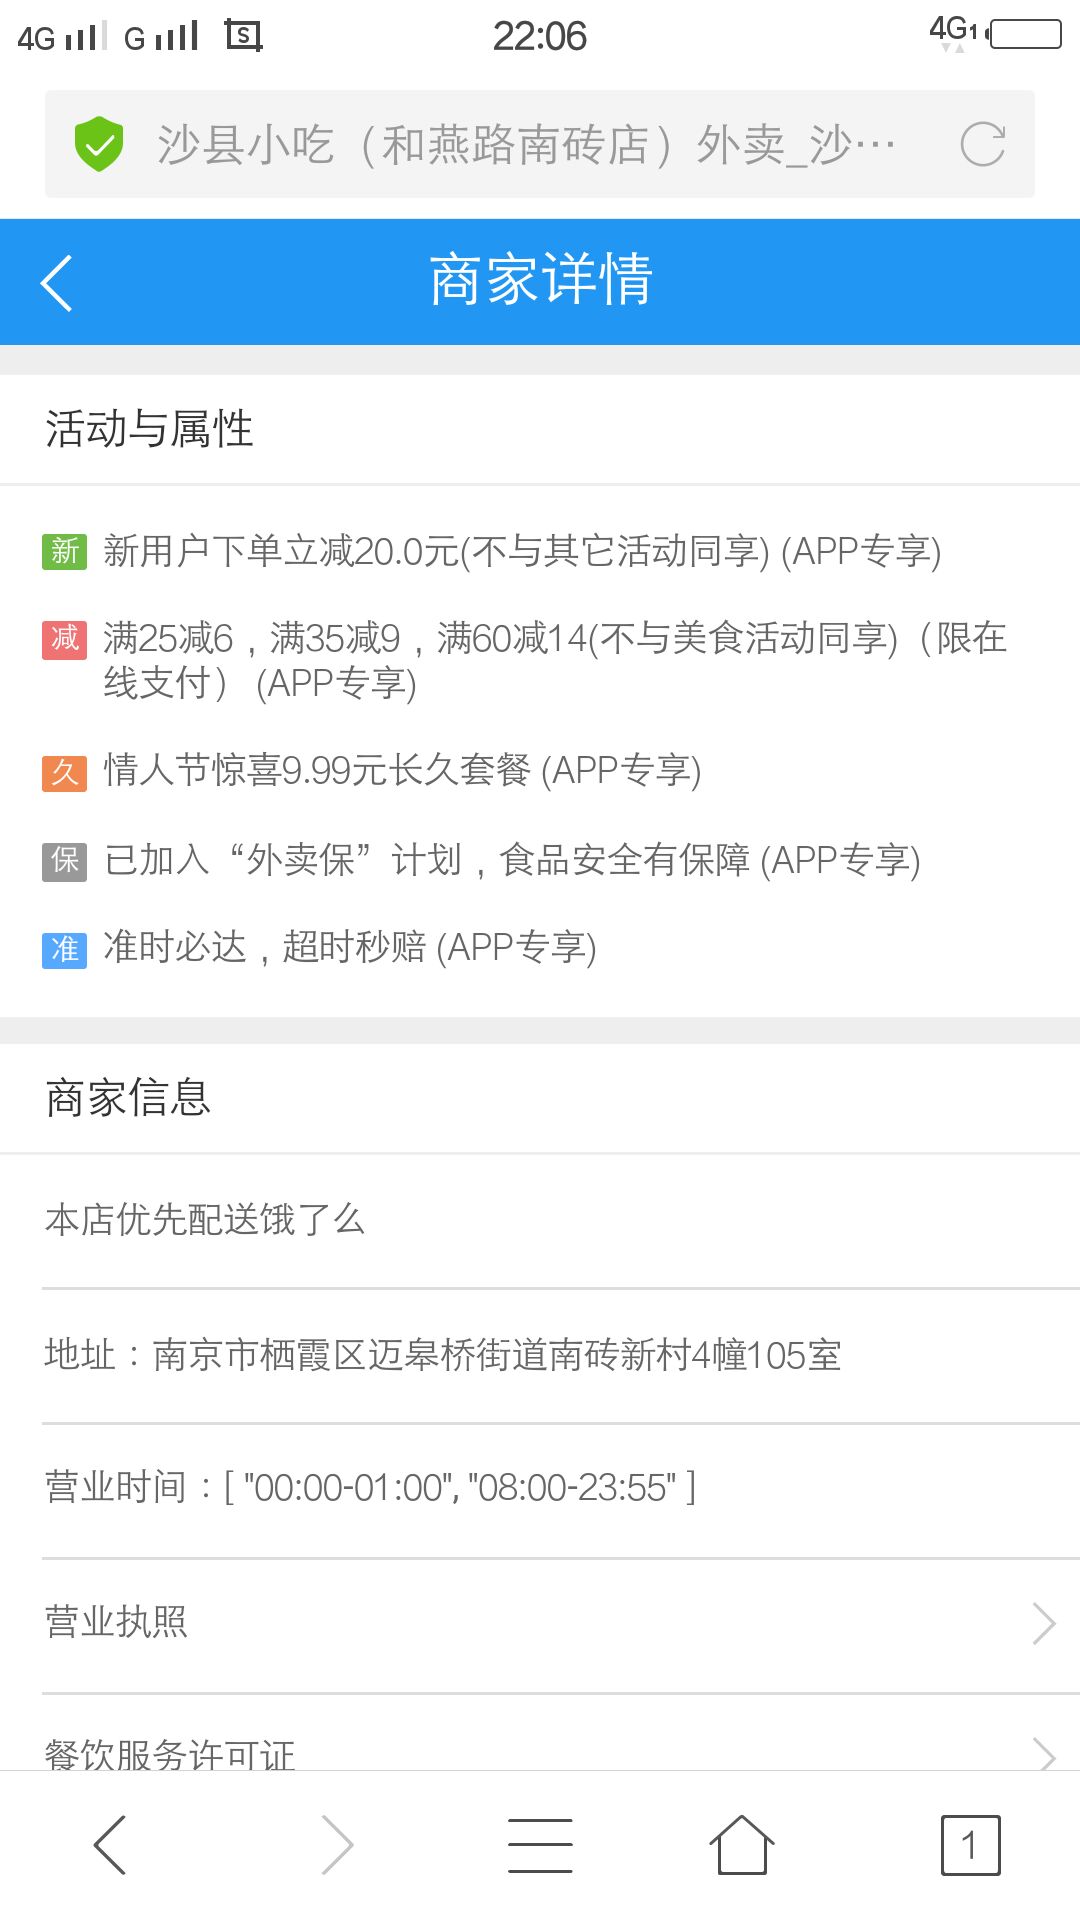 4G G S 22:06 4G1
沙县小吃（和燕路南砖店）外卖_沙…
商家详情
活动与属性
新 新用户下单立减20.0元(不与其它活动同享) (APP专享)
减 满25减6，满35减9，满60减14(不与美食活动同享)（限在
线支付） (APP专享)
久 情人节惊喜9.99元长久套餐 (APP专享)
保 已加入“外卖保”计划，食品安全有保障 (APP专享)
准 准时必达，超时秒赔 (APP专享)
商家信息
本店优先配送饿了么
地址：南京市栖霞区迈皋桥街道南砖新村4幢105室
营业时间：[ "00:00-01:00", "08:00-23:55" ]
营业执照
餐饮服务许可证
1